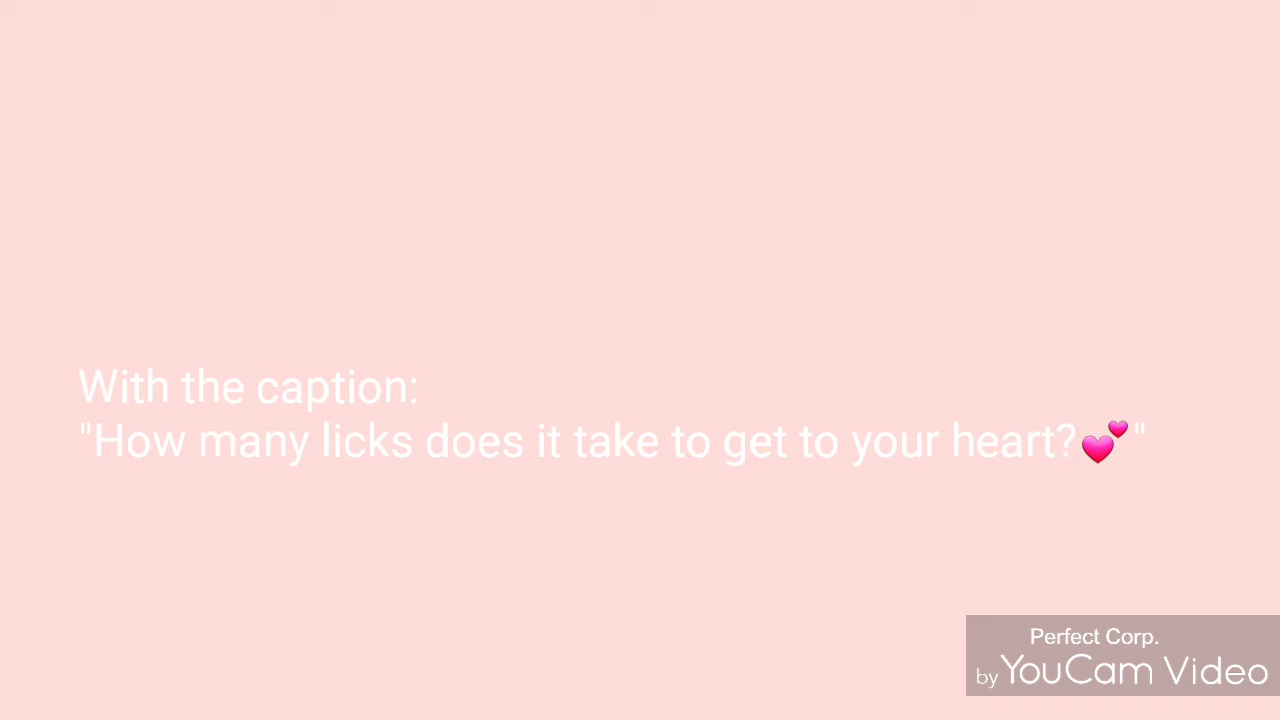 With the caption:
"How many licks does it take to get to your heart?💕"
Perfect Corp.
by YouCam Video